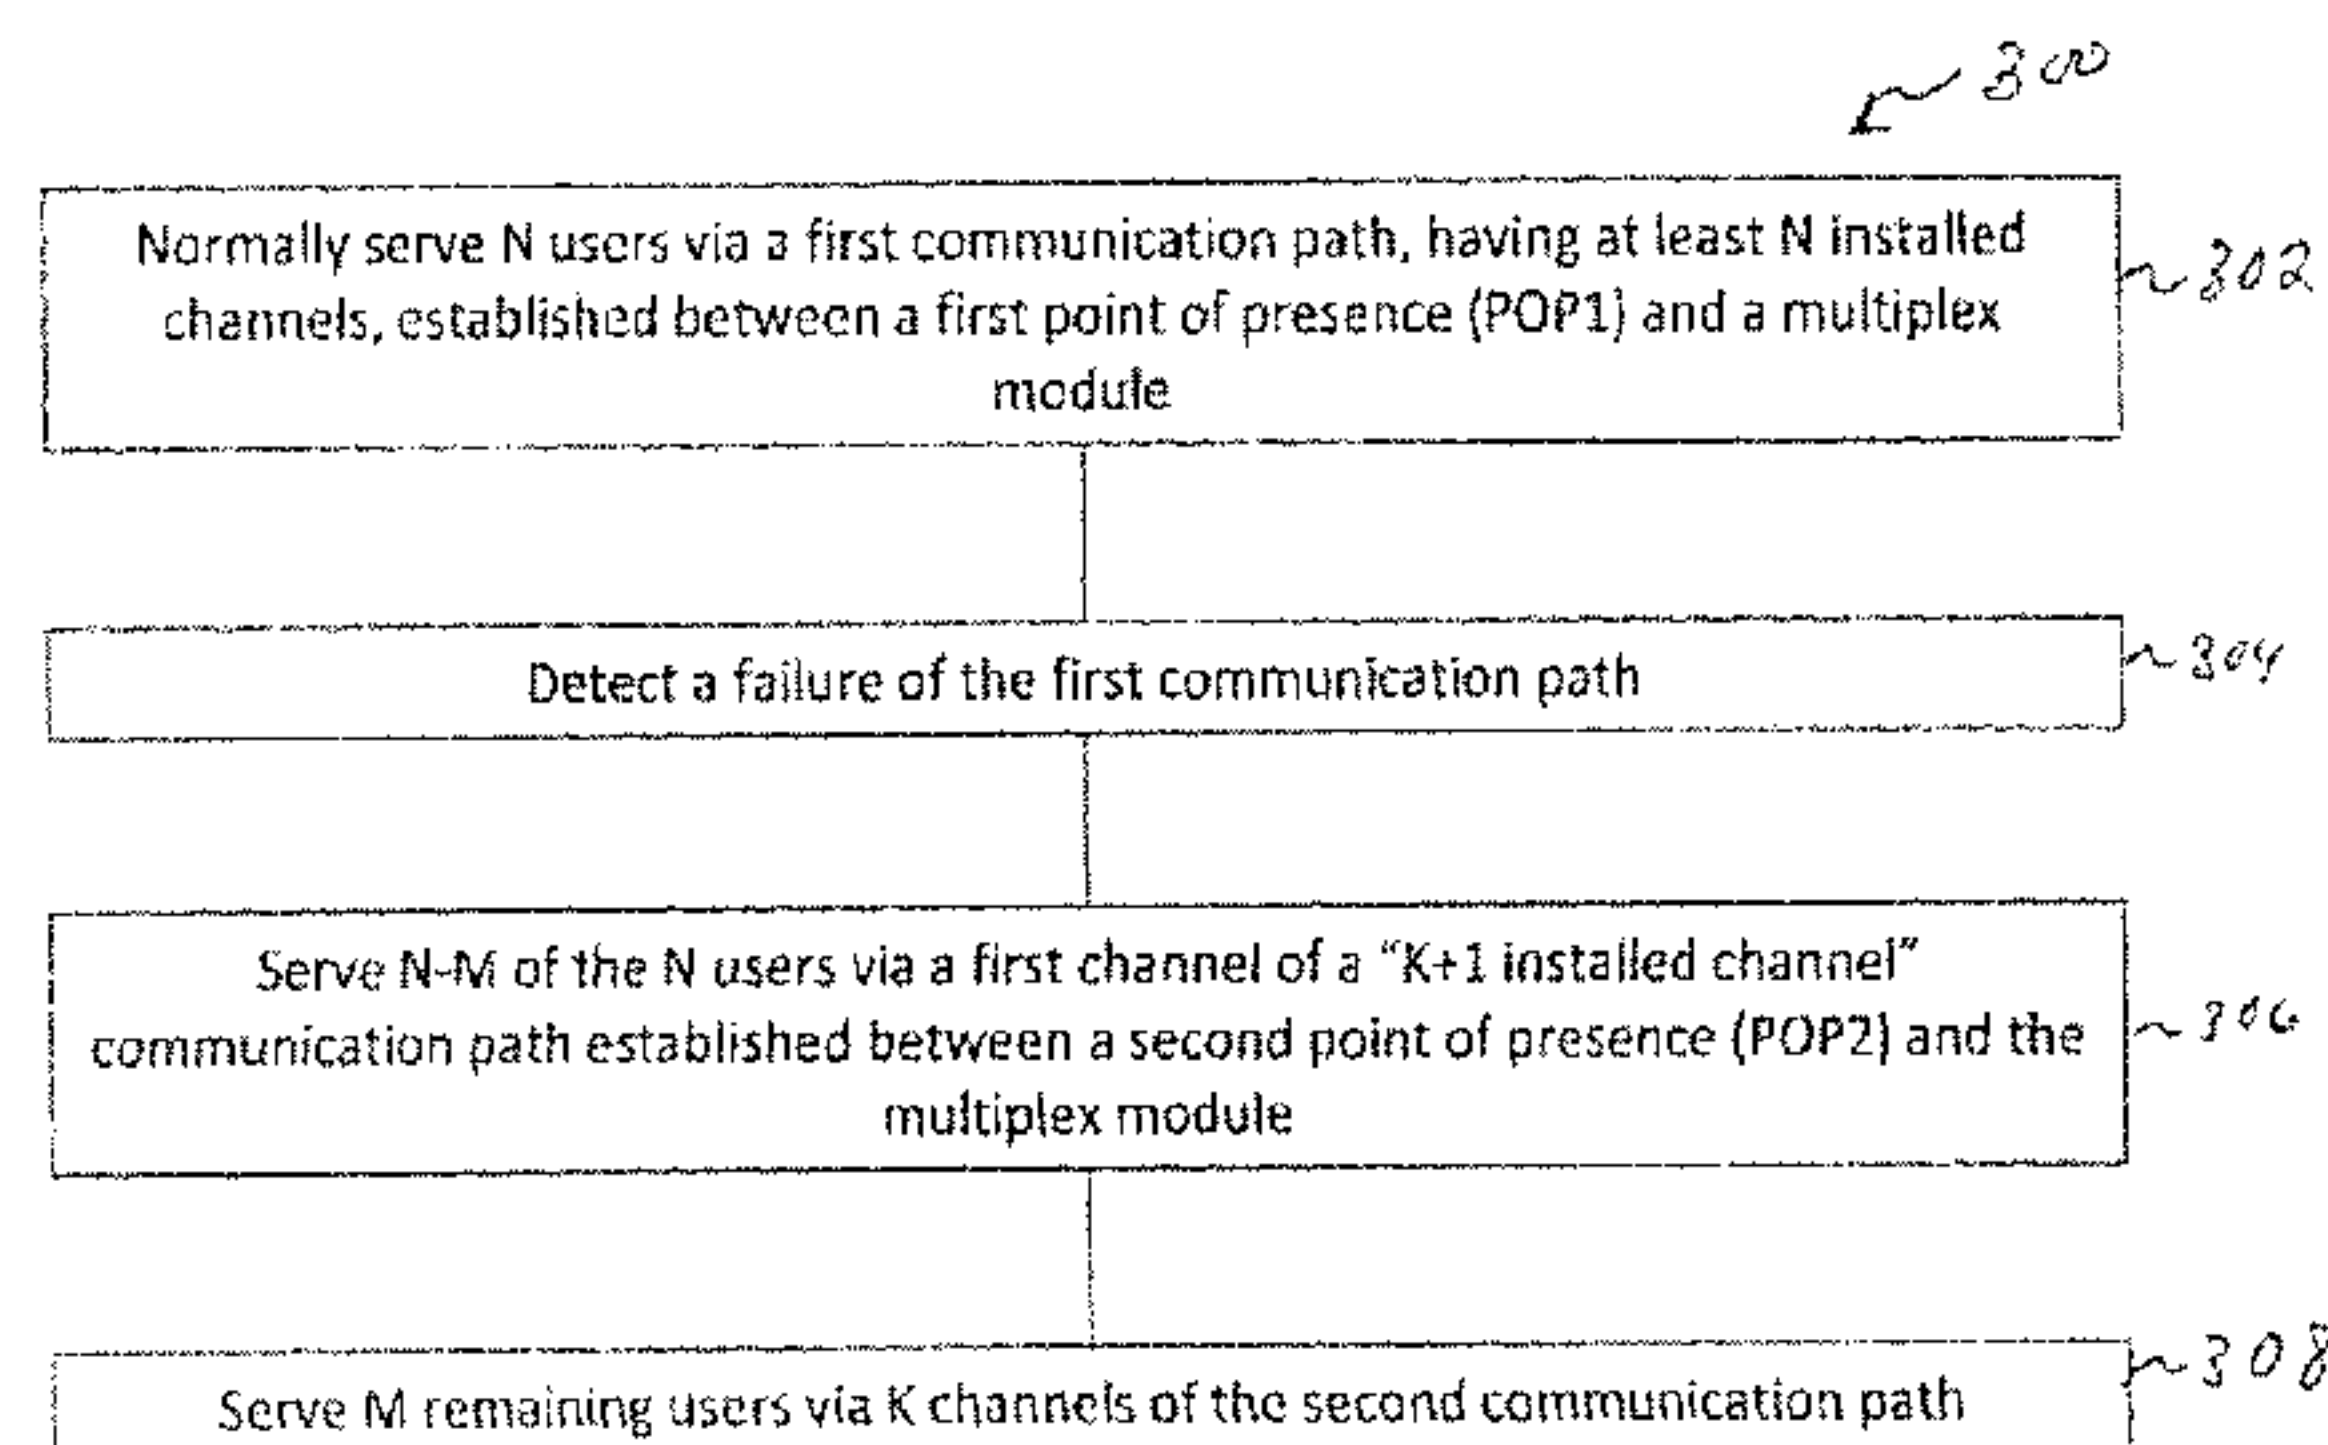 300
Normally serve N users via a first communication path, having at least N installed
302
channels, established between a first point of presence (POP1) and a multiplex
module
Detect a failure of the first communication path
304
Serve N-M of the N users via a first channel of a “K+1 installed channel”
communication path established between a second point of presence (POP2) and the
306
multiplex module
308
Serve M remaining users via K channels of the second communication path